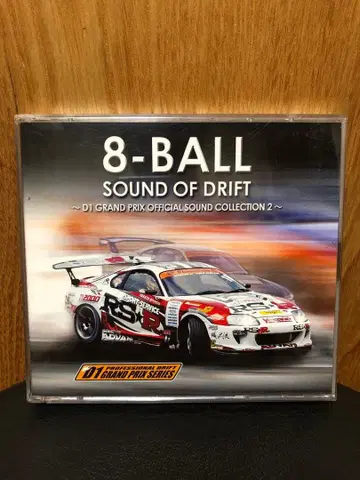 8-BALL
SOUND OF DRIFT
～D1 GRAND PRIX OFFICIAL SOUND COLLECTION 2～
RS★R
ADVAN
D1 PROFESSIONAL DRIFT
GRAND PRIX SERIES